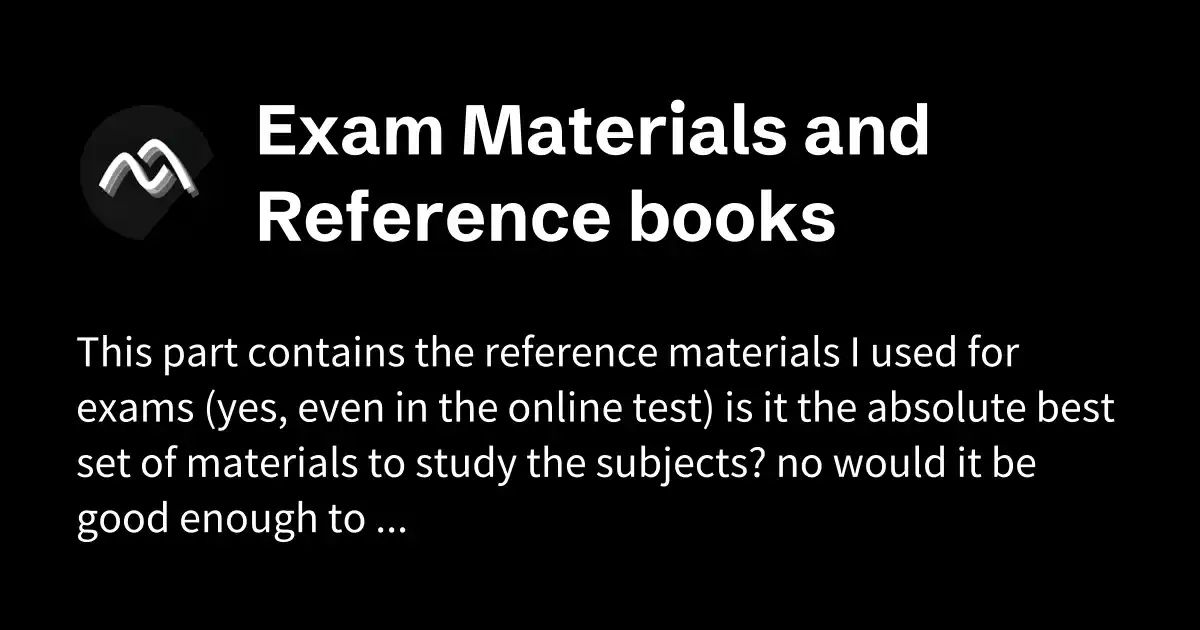 Exam Materials and
Reference books
This part contains the reference materials I used for
exams (yes, even in the online test) is it the absolute best
set of materials to study the subjects? no would it be
good enough to ...